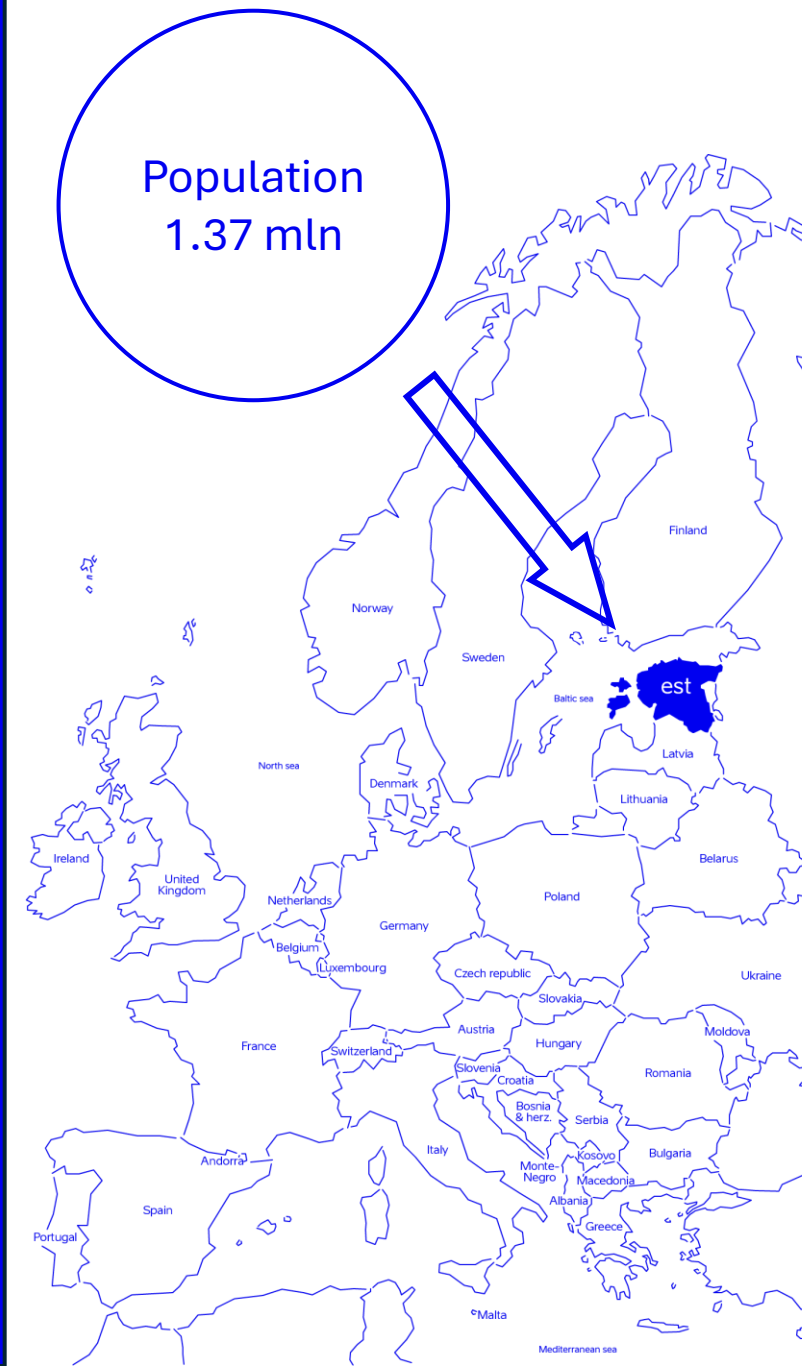 Population
1.37 mln
Finland
Norway
Sweden
est
Baltic sea
Latvia
North sea
Denmark
Lithuania
Ireland
Belarus
United
Kingdom
Netherlands
Poland
Germany
Belgium
Luxembourg
Czech republic
Ukraine
Slovakia
Austria
Moldova
France
Switzerland
Hungary
Slovenia
Romania
Croatia
Bosnia
& herz.
Serbia
Italy
Kosovo
Bulgaria
Andorra
Monte-
Negro
Macedonia
Albania
Spain
Greece
Portugal
Malta
Mediterranean sea